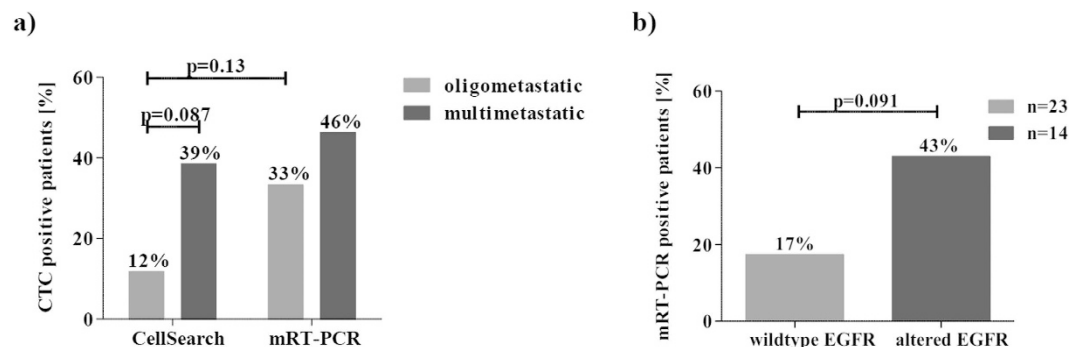 a)
CTC positive patients [%]
60
40
20
0
p=0.13
p=0.087
12%
39%
33%
46%
CellSearch
mRT-PCR
oligometastatic
multimetastatic
b)
mRT-PCR positive patients [%]
60
40
20
0
p=0.091
17%
43%
wildtype EGFR
altered EGFR
n=23
n=14